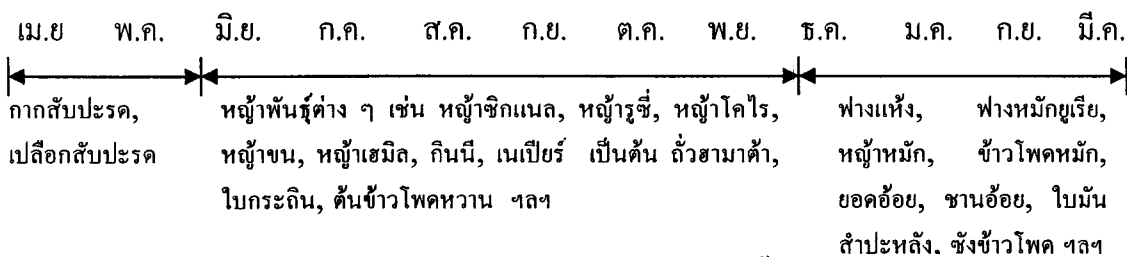 เม.ย พ.ค. มิ.ย. ก.ค. ส.ค. ก.ย. ต.ค. พ.ย. ธ.ค. ม.ค. ก.ย. มี.ค.
กากสับปะรด, หญ้าพันธุ์ต่าง ๆ เช่น หญ้าซิกแนล, หญ้ารูซี่, หญ้าโคไร, ฟางแห้ง, ฟางหมักยูเรีย,
เปลือกสับปะรด หญ้าขน, หญ้าเฮมิล, กินนี, เนเปียร์ เป็นต้น ถั่วฮามาต้า, หญ้าหมัก, ข้าวโพดหมัก,
ใบกระถิน, ต้นข้าวโพดหวาน ฯลฯ ยอดอ้อย, ชานอ้อย, ใบมัน
สำปะหลัง, ซังข้าวโพด ฯลฯ